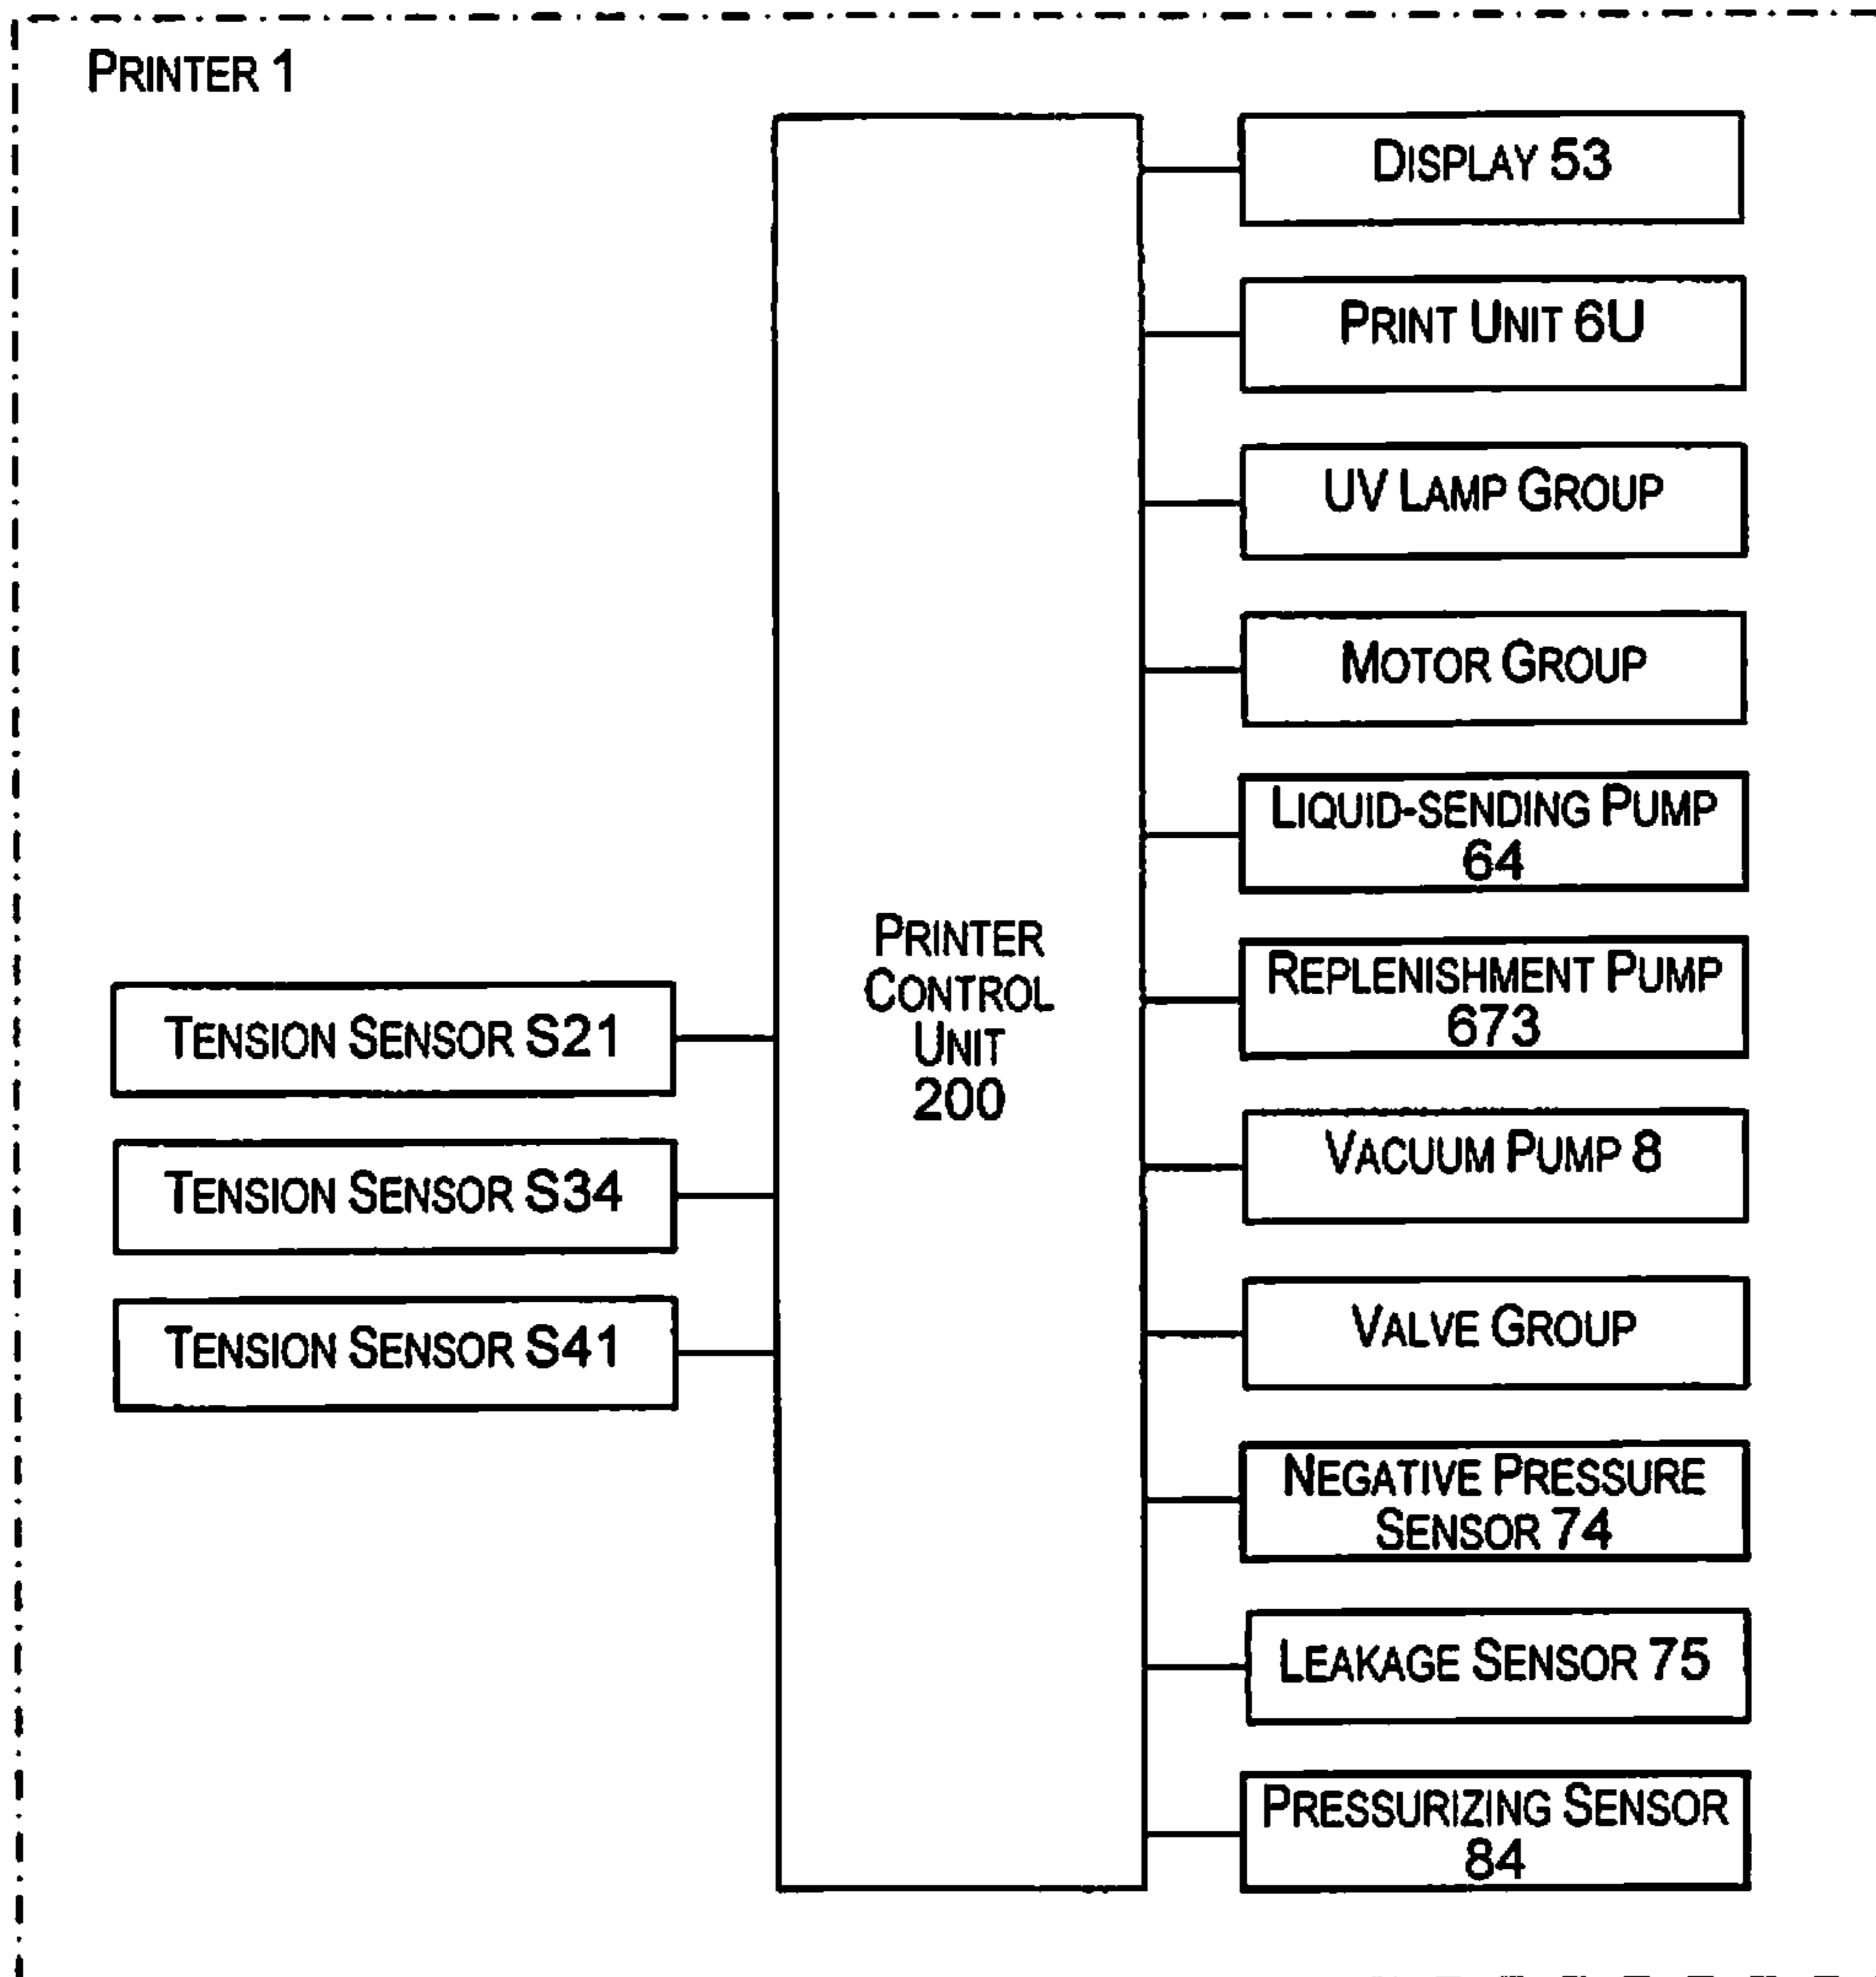 PRINTER 1
DISPLAY 53
PRINT UNIT 6U
UV LAMP GROUP
MOTOR GROUP
LIQUID-SENDING PUMP
64
REPLENISHMENT PUMP
673
VACUUM PUMP 8
VALVE GROUP
NEGATIVE PRESSURE
SENSOR 74
LEAKAGE SENSOR 75
PRESSURIZING SENSOR
84
PRINTER
CONTROL
UNIT
200
TENSION SENSOR S21
TENSION SENSOR S34
TENSION SENSOR S41